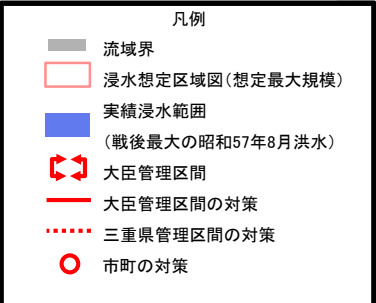 凡例
流域界
浸水想定区域図(想定最大規模)
実績浸水範囲
(戦後最大の昭和57年8月洪水)
大臣管理区間
大臣管理区間の対策
三重県管理区間の対策
市町の対策